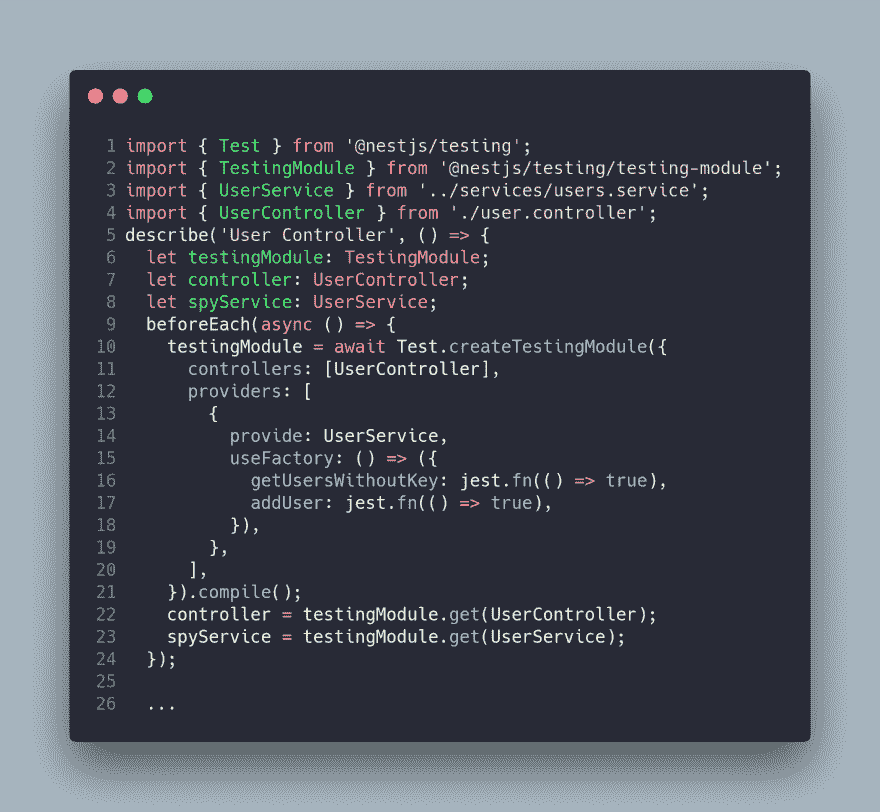 1 import { Test } from '@nestjs/testing';
2 import { TestingModule } from '@nestjs/testing/testing-module';
3 import { UserService } from '../services/users.service';
4 import { UserController } from './user.controller';
5 describe('User Controller', () => {
6   let testingModule: TestingModule;
7   let controller: UserController;
8   let spyService: UserService;
9   beforeEach(async () => {
10     testingModule = await Test.createTestingModule({
11       controllers: [UserController],
12       providers: [
13         {
14           provide: UserService,
15           useFactory: () => ({
16             getUsersWithoutKey: jest.fn(() => true),
17             addUser: jest.fn(() => true),
18           }),
19         },
20       ],
21     }).compile();
22     controller = testingModule.get(UserController);
23     spyService = testingModule.get(UserService);
24   });
25
26   ...